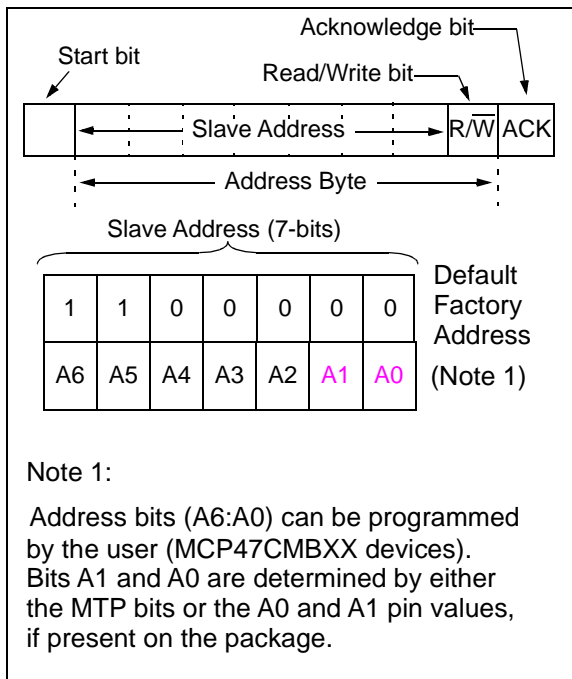 Acknowledge bit
Start bit
Read/Write bit
Slave Address
R/W̅ ACK
Address Byte
Slave Address (7-bits)
1 1 0 0 0 0 0
Default
Factory
Address
A6 A5 A4 A3 A2 A1 A0
(Note 1)
Note 1:
Address bits (A6:A0) can be programmed
by the user (MCP47CMBXX devices).
Bits A1 and A0 are determined by either
the MTP bits or the A0 and A1 pin values,
if present on the package.